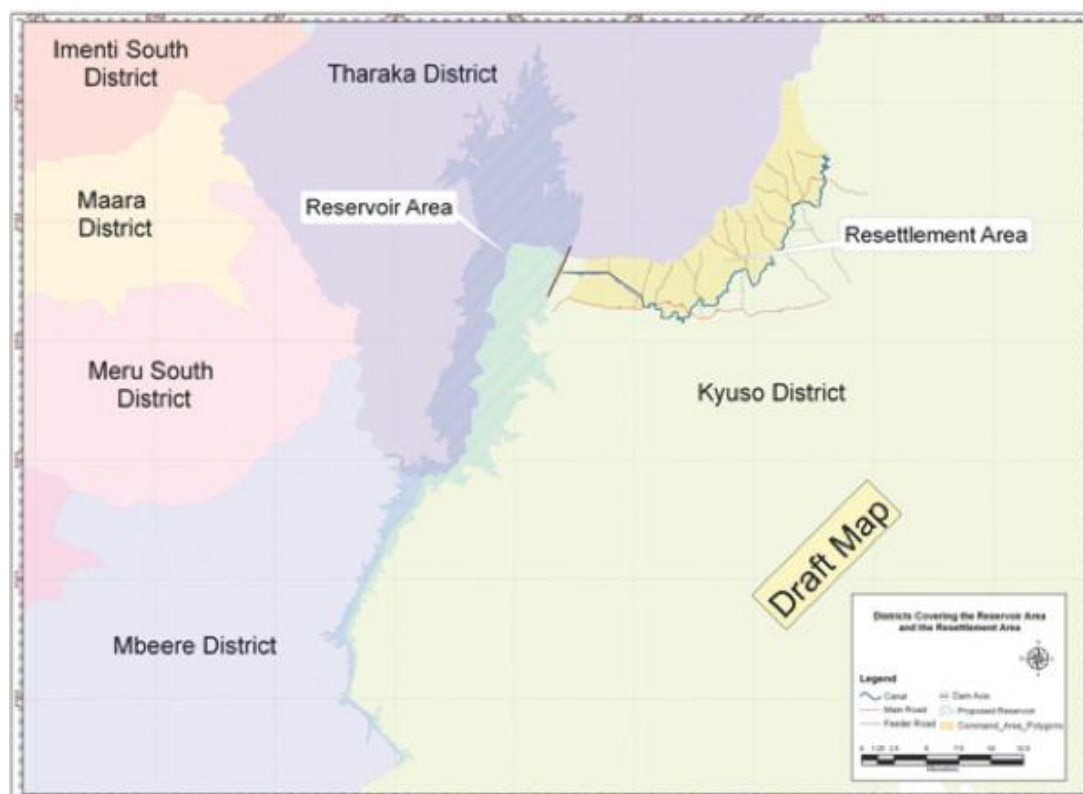 Imenti South
District
Tharaka District
Maara
District
Reservoir Area
Resettlement Area
Meru South
District
Kyuso District
Draft Map
Mbeere District
Districts Covering the Reservoir Area
and the Resettlement Area
Legend
Canal
Dam Axis
Main Road
Proposed Reservoir
Feeder Road
Command_Area_Polygons
Kilometers